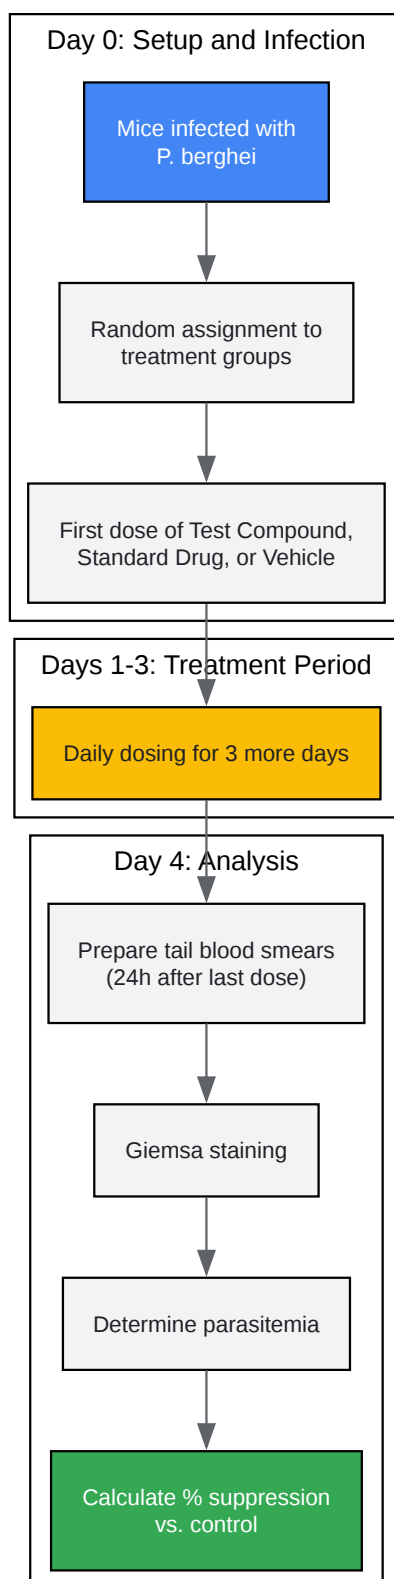 Day 0: Setup and Infection
Mice infected with
P. berghei
Random assignment to
treatment groups
First dose of Test Compound,
Standard Drug, or Vehicle
Days 1-3: Treatment Period
Daily dosing for 3 more days
Day 4: Analysis
Prepare tail blood smears
(24h after last dose)
Giemsa staining
Determine parasitemia
Calculate % suppression
vs. control